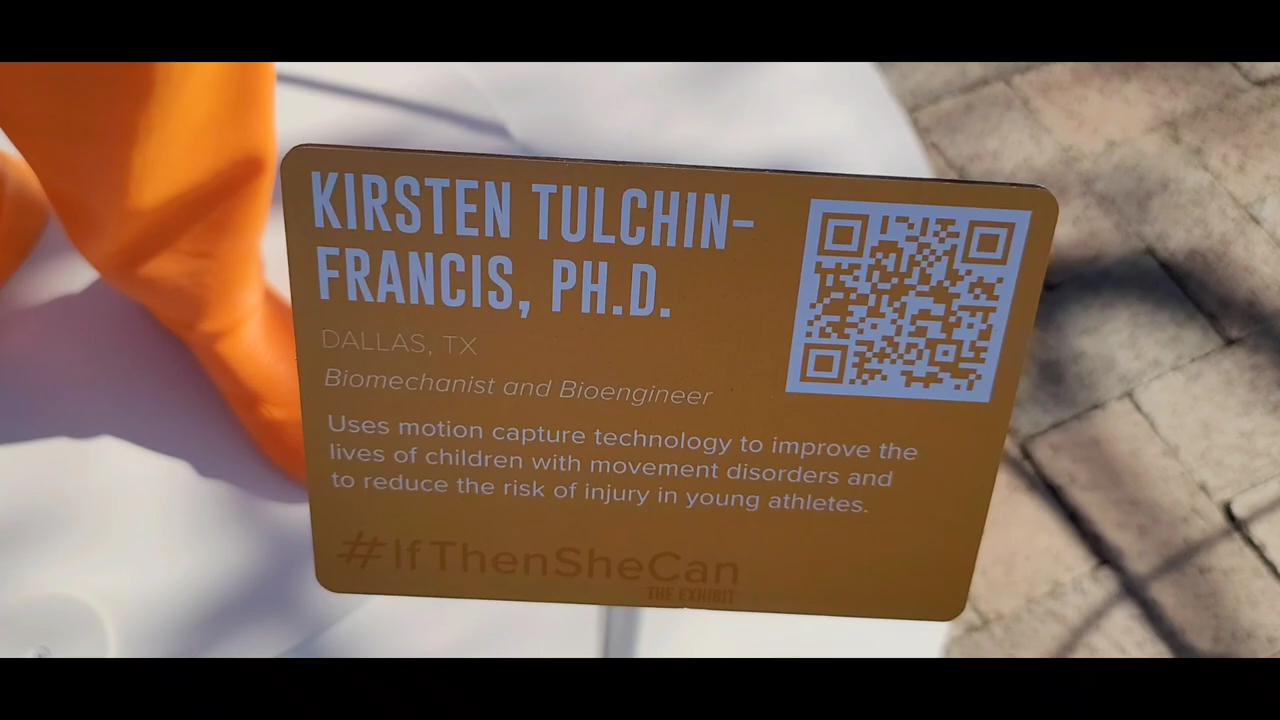 KIRSTEN TULCHIN-
FRANCIS, PH.D.
DALLAS, TX
Biomechanist and Bioengineer
Uses motion capture technology to improve the
lives of children with movement disorders and
to reduce the risk of injury in young athletes.
#IfThenSheCan
THE EXHIBIT